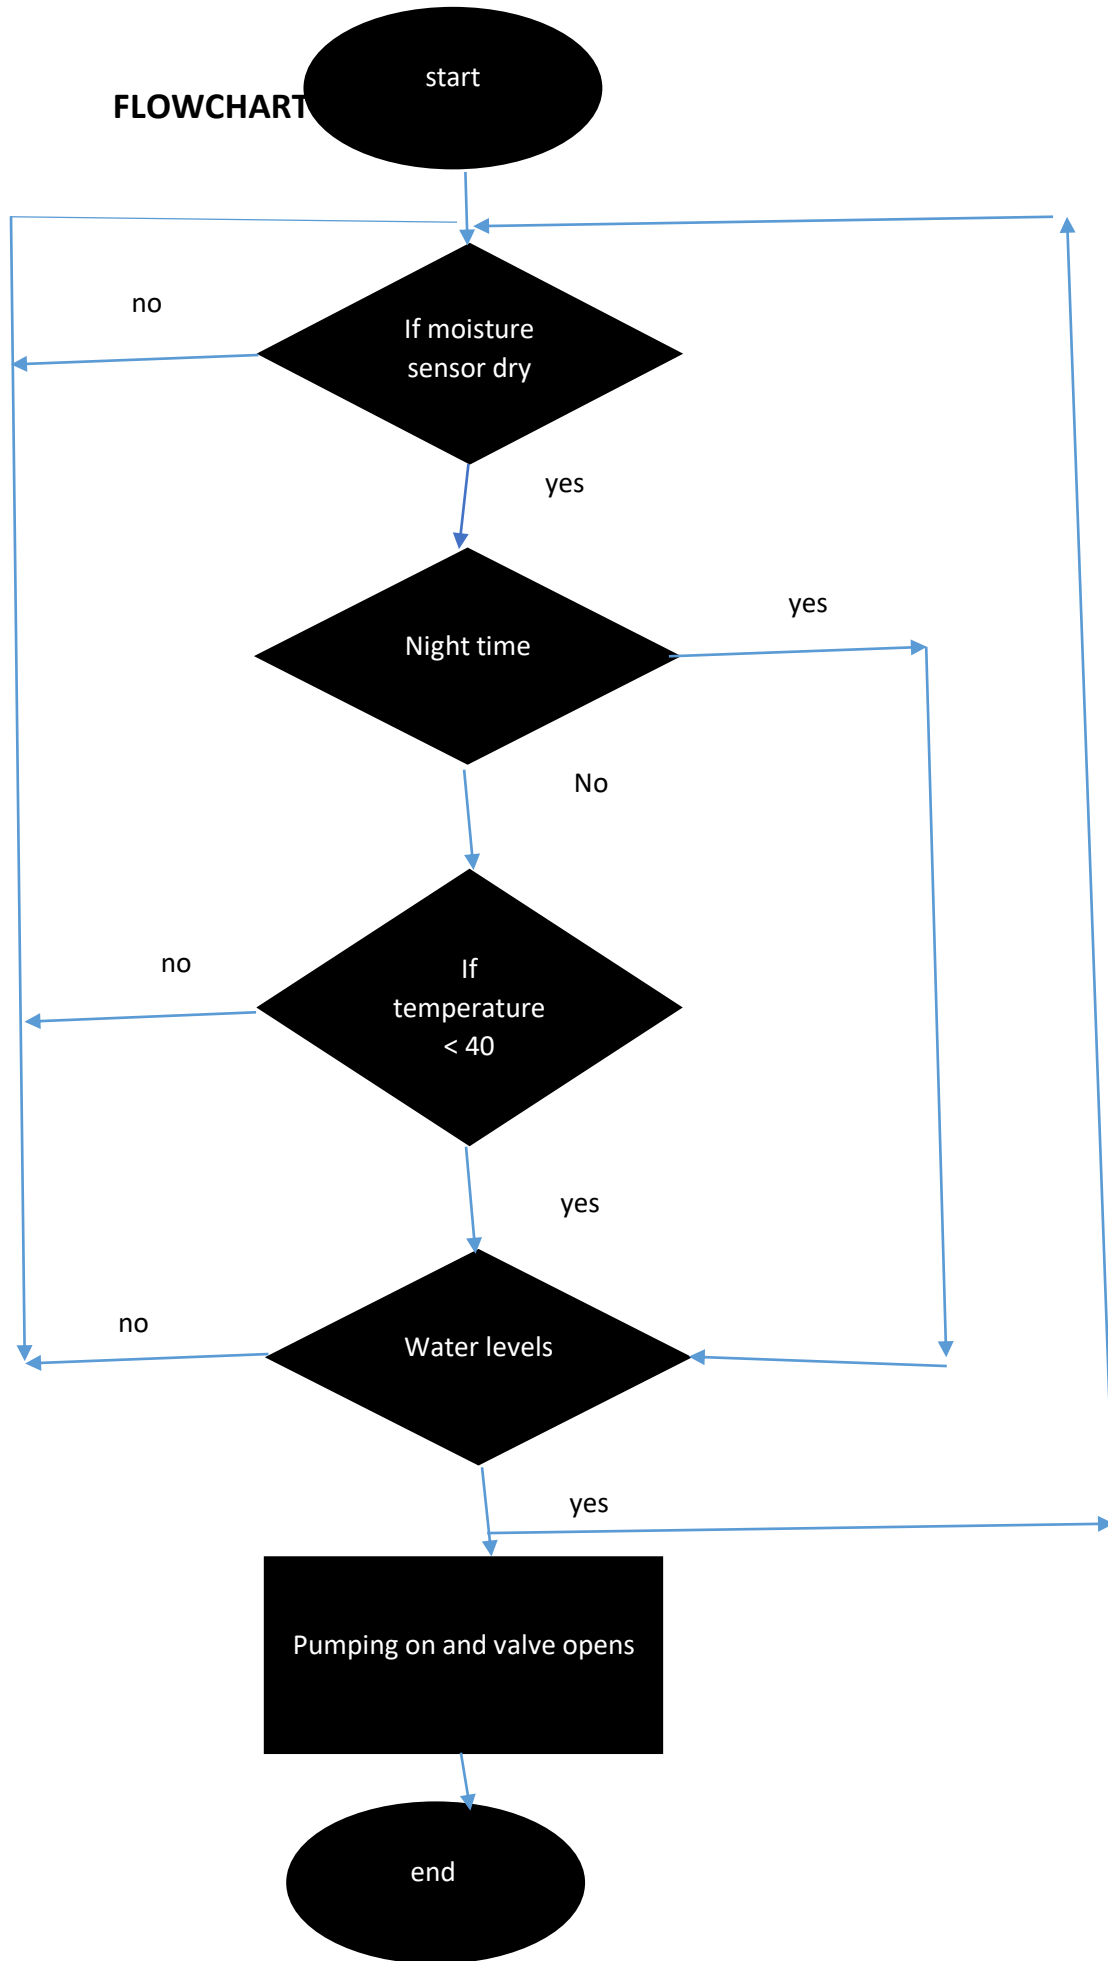 start
FLOWCHART
no
If moisture
sensor dry
yes
yes
Night time
No
no
If
temperature
< 40
yes
no
Water levels
yes
Pumping on and valve opens
end